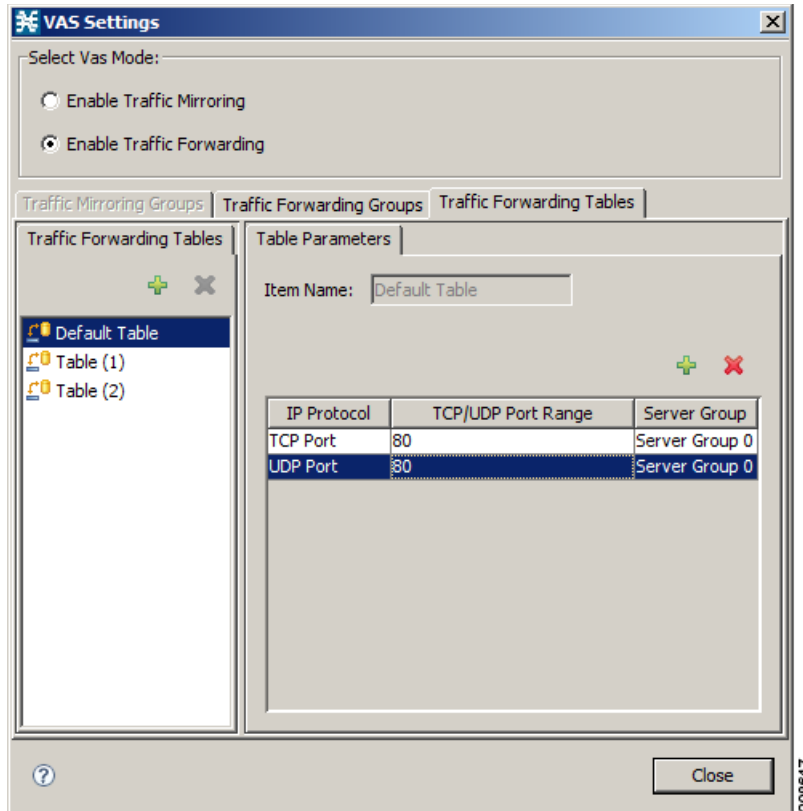 VAS Settings
Select Vas Mode:
Enable Traffic Mirroring
Enable Traffic Forwarding
Traffic Mirroring Groups Traffic Forwarding Groups Traffic Forwarding Tables
Traffic Forwarding Tables
Table Parameters
Item Name: Default Table
Default Table
Table (1)
Table (2)
IP Protocol TCP/UDP Port Range Server Group
TCP Port 80 Server Group 0
UDP Port 80 Server Group 0
Close